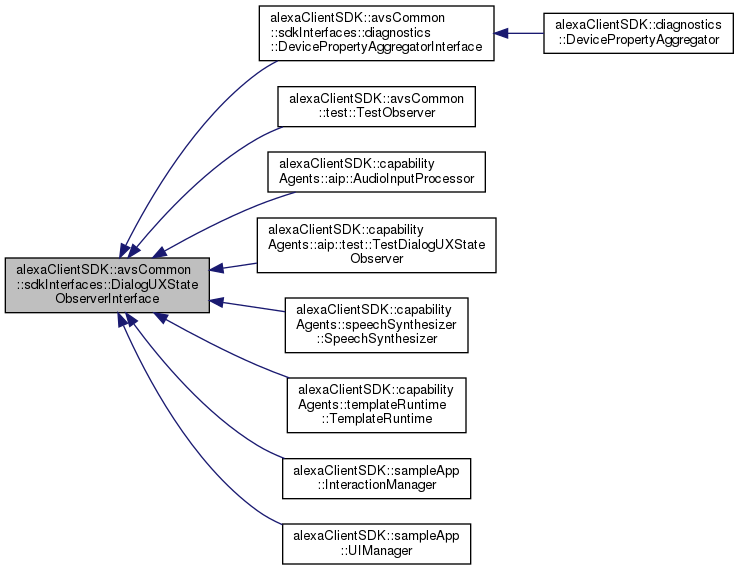 alexaClientSDK::avsCommon
::sdkInterfaces::diagnostics
::DevicePropertyAggregatorInterface
alexaClientSDK::diagnostics
::DevicePropertyAggregator
alexaClientSDK::avsCommon
::test::TestObserver
alexaClientSDK::capability
Agents::aip::AudioInputProcessor
alexaClientSDK::capability
Agents::aip::test::TestDialogUXState
Observer
alexaClientSDK::avsCommon
::sdkInterfaces::DialogUXState
ObserverInterface
alexaClientSDK::capability
Agents::speechSynthesizer
::SpeechSynthesizer
alexaClientSDK::capability
Agents::templateRuntime
::TemplateRuntime
alexaClientSDK::sampleApp
::InteractionManager
alexaClientSDK::sampleApp
::UIManager